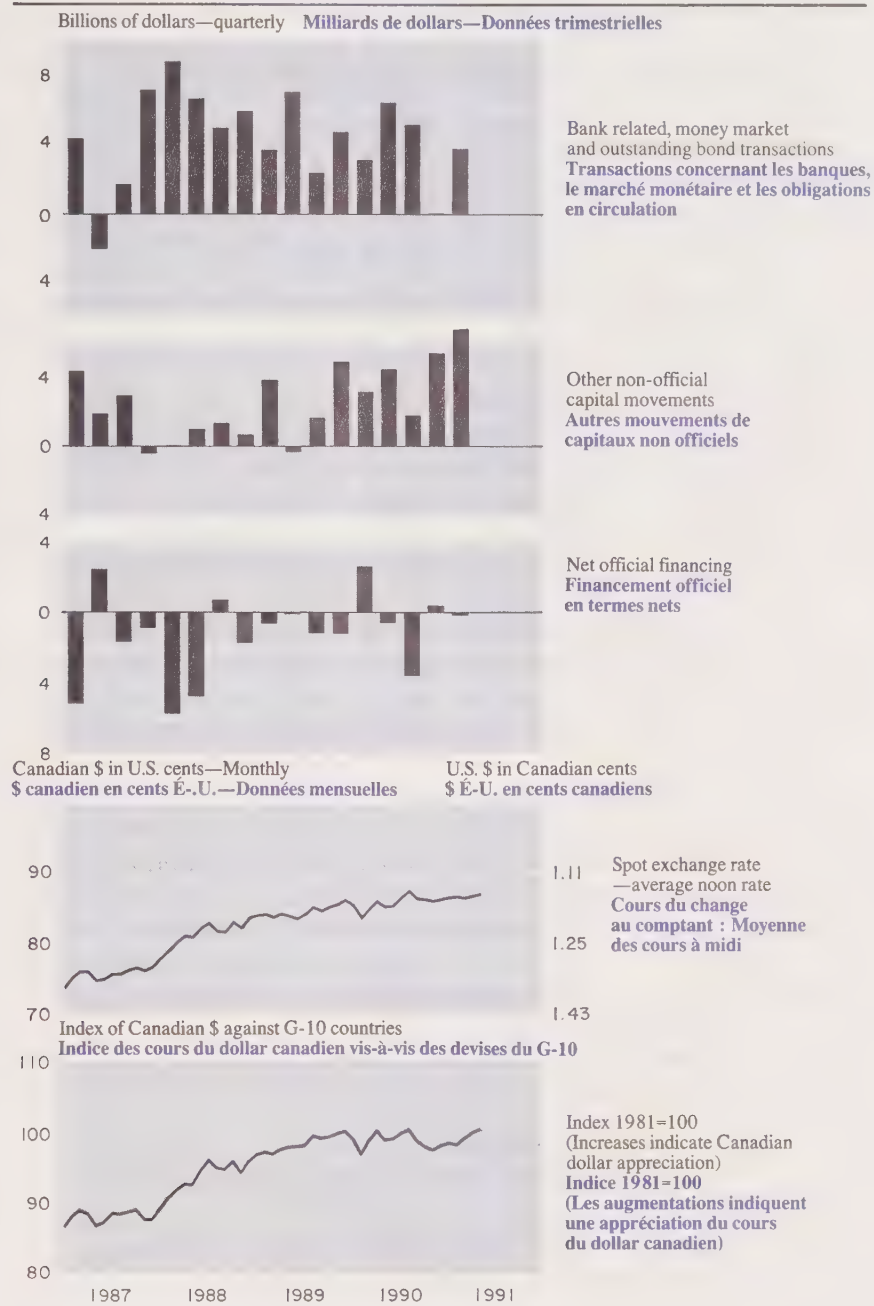 Billions of dollars—quarterly Milliards de dollars—Données trimestrielles
8
4
0
4
Bank related, money market
and outstanding bond transactions
Transactions concernant les banques,
le marché monétaire et les obligations
en circulation
4
0
4
Other non-official
capital movements
Autres mouvements de
capitaux non officiels
4
0
4
8
Net official financing
Financement officiel
en termes nets
Canadian $ in U.S. cents—Monthly
$ canadien en cents É-.U.—Données mensuelles
U.S. $ in Canadian cents
$ É-U. en cents canadiens
90
80
70
1.11
1.25
1.43
Spot exchange rate
—average noon rate
Cours du change
au comptant : Moyenne
des cours à midi
Index of Canadian $ against G-10 countries
Indice des cours du dollar canadien vis-à-vis des devises du G-10
110
100
90
80
Index 1981=100
(Increases indicate Canadian
dollar appreciation)
Indice 1981=100
(Les augmentations indiquent
une appréciation du cours
du dollar canadien)
1987 1988 1989 1990 1991